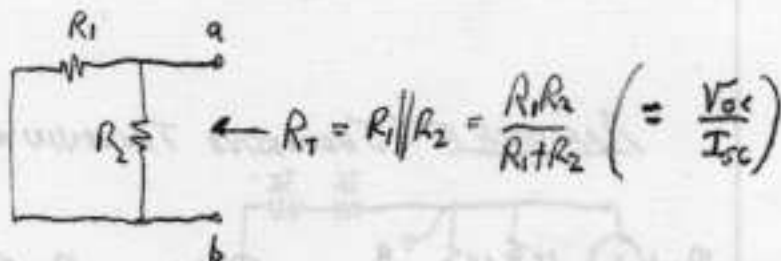 R1
a
R2
← RT = R1 || R2 = R1R2 / R1+R2 (= Voc / Isc)
b